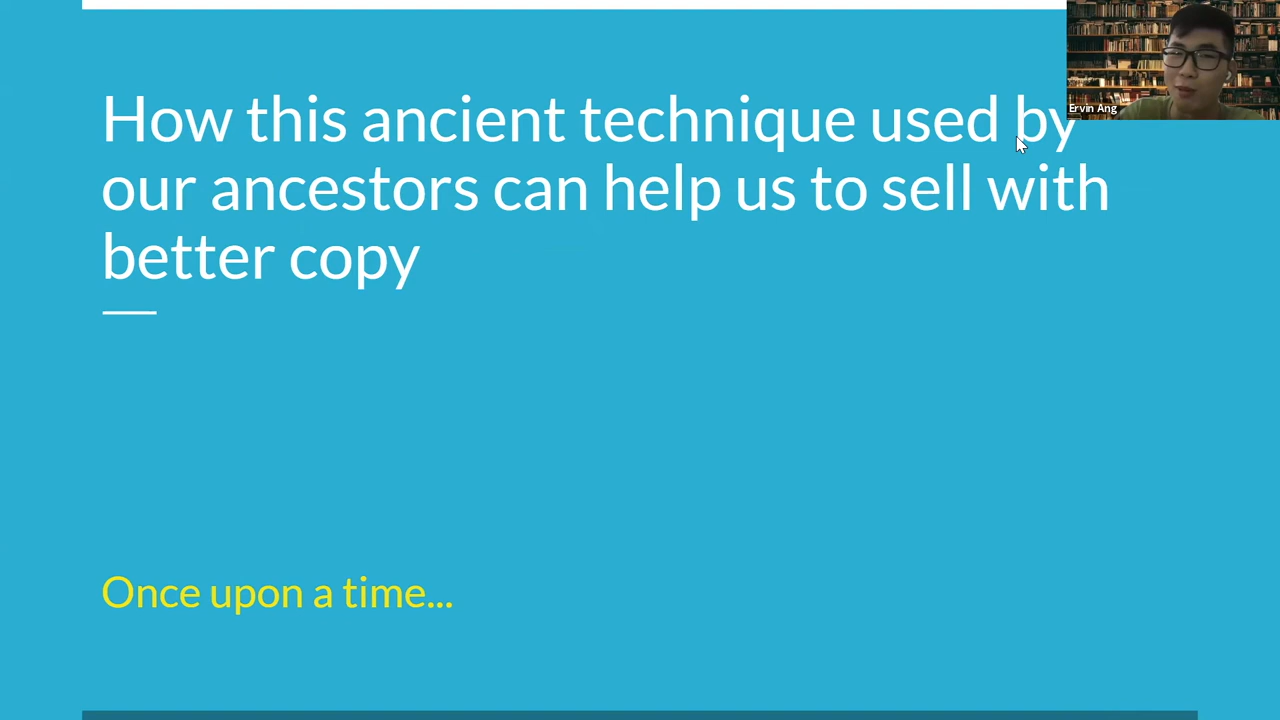 How this ancient technique used by
our ancestors can help us to sell with
better copy
Once upon a time...
Ervin Ang